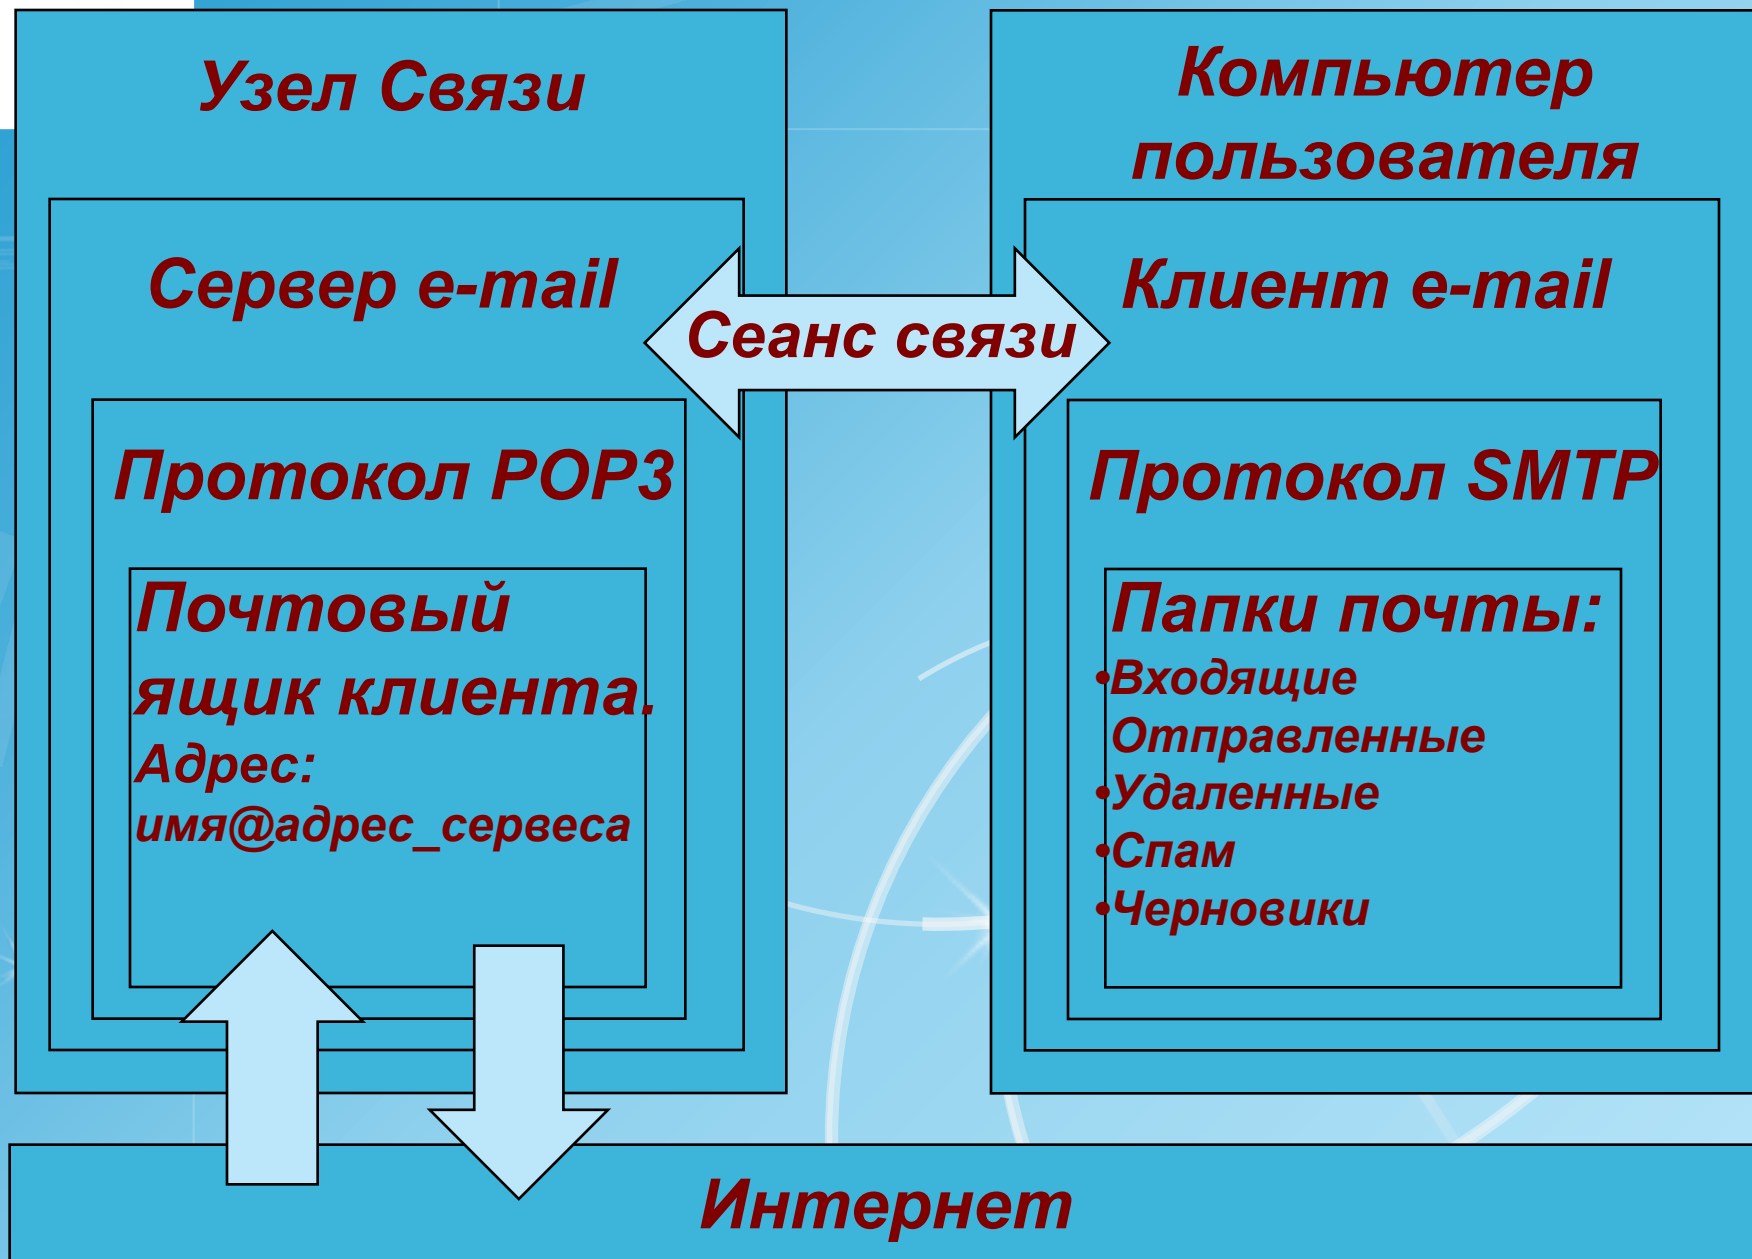 Узел Связи
Сервер e-mail
Протокол POP3
Почтовый
ящик клиента.
Адрес:
имя@адрес_сервеса
Сеанс связи
Компьютер
пользователя
Клиент e-mail
Протокол SMTP
Папки почты:
•Входящие
Отправленные
•Удаленные
•Спам
•Черновики
Интернет